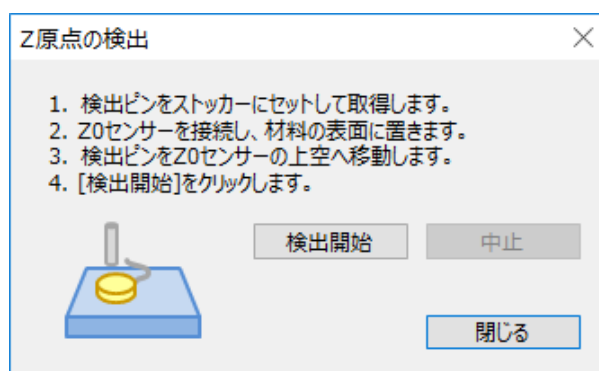 Z原点の検出
1. 検出ピンをストッカーにセットして取得します。
2. Z0センサーを接続し、材料の表面に置きます。
3. 検出ピンをZ0センサーの上空へ移動します。
4. [検出開始]をクリックします。
検出開始
中止
閉じる